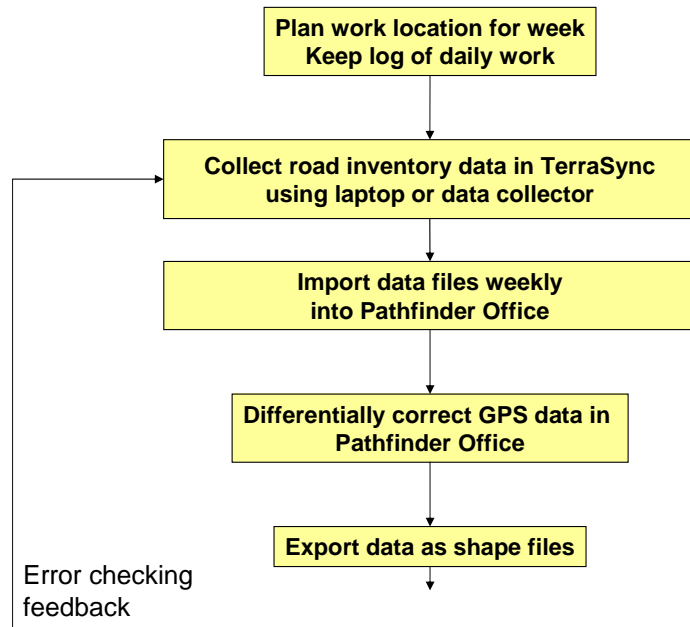 Plan work location for week
Keep log of daily work
Collect road inventory data in TerraSync
using laptop or data collector
Import data files weekly
into Pathfinder Office
Differentially correct GPS data in
Pathfinder Office
Export data as shape files
Error checking
feedback